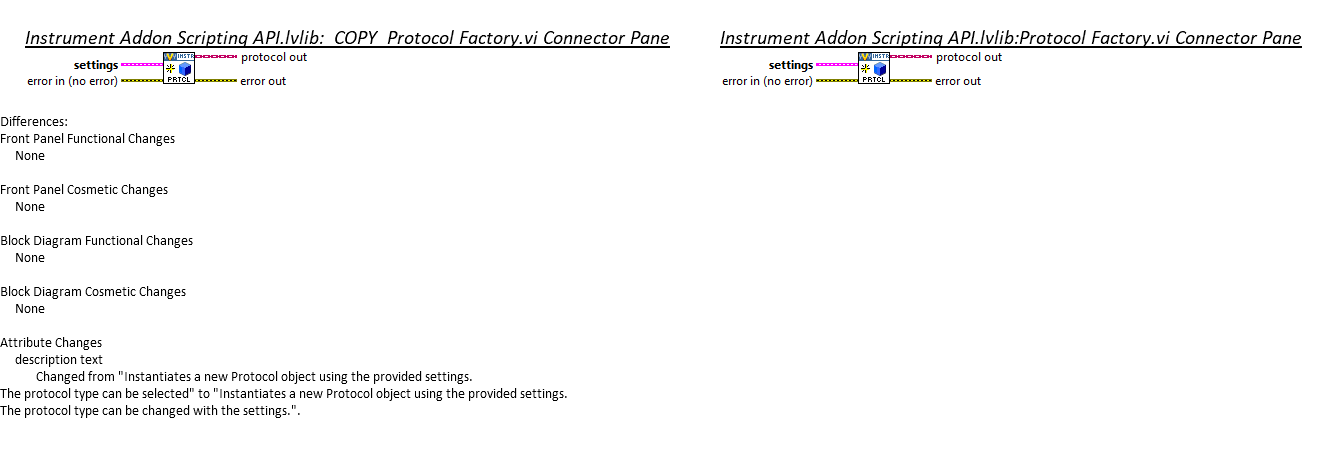 Instrument Addon Scripting API.lvlib:_COPY_Protocol Factory.vi Connector Pane
settings
error in (no error)
INSTR
PRTCL
protocol out
error out
Instrument Addon Scripting API.lvlib:Protocol Factory.vi Connector Pane
settings
error in (no error)
INSTR
PRTCL
protocol out
error out
Differences:
Front Panel Functional Changes
None
Front Panel Cosmetic Changes
None
Block Diagram Functional Changes
None
Block Diagram Cosmetic Changes
None
Attribute Changes
description text
Changed from "Instantiates a new Protocol object using the provided settings.
The protocol type can be selected" to "Instantiates a new Protocol object using the provided settings.
The protocol type can be changed with the settings.".